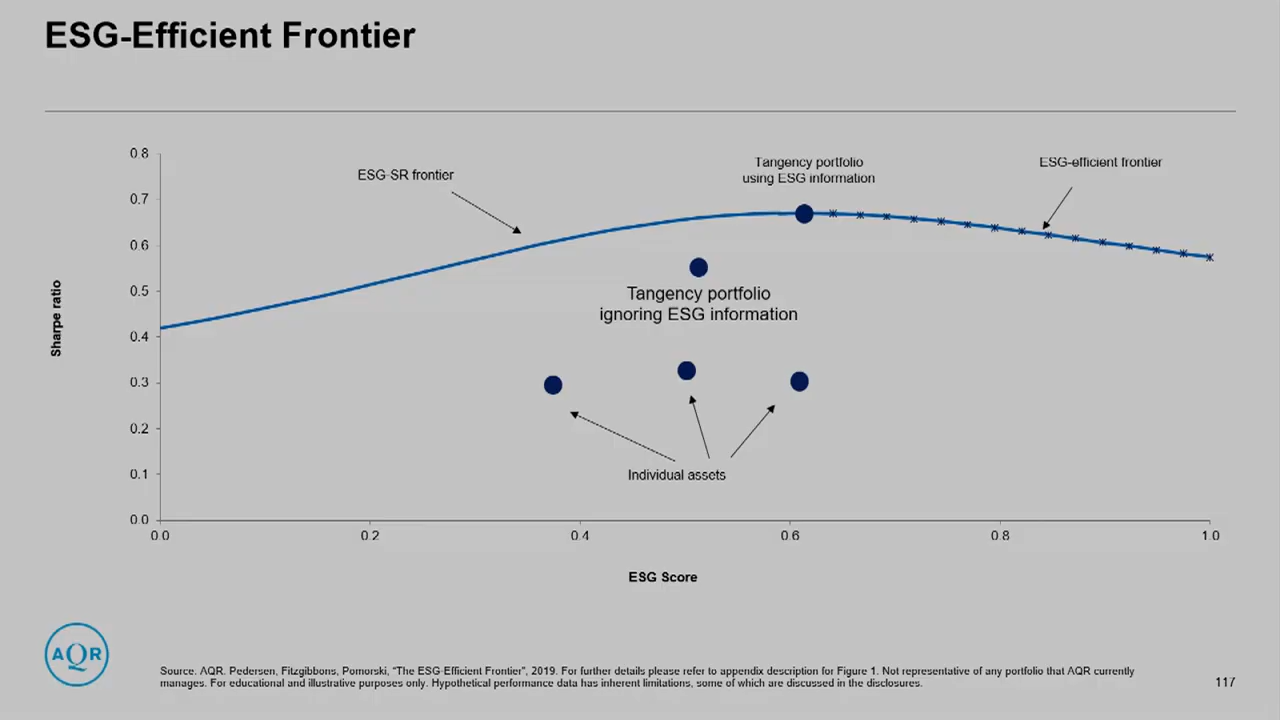 ESG-Efficient Frontier
0.8
0.7
0.6
0.5
0.4
0.3
0.2
0.1
0.0
Sharpe ratio
ESG-SR frontier
Tangency portfolio
using ESG information
ESG-efficient frontier
Tangency portfolio
ignoring ESG information
Individual assets
0.0 0.2 0.4 0.6 0.8 1.0
ESG Score
AQR
Source. AQR. Pedersen, Fitzgibbons, Pomorski, “The ESG-Efficient Frontier”, 2019. For further details please refer to appendix description for Figure 1. Not representative of any portfolio that AQR currently
manages. For educational and illustrative purposes only. Hypothetical performance data has inherent limitations, some of which are discussed in the disclosures.
117